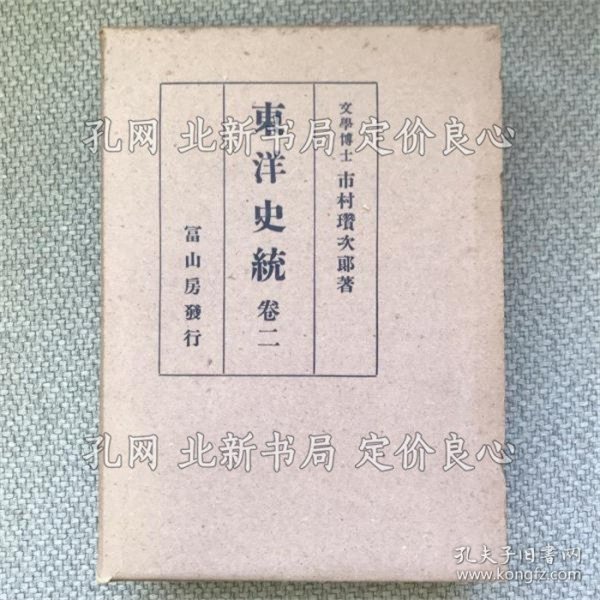 文學博士 市村瓚次郎著
東洋史統 卷二
冨山房發行
孔网 北新书局 定价良心
孔网 北新书局 定价良心
孔夫子旧书网
www.kongfz.com